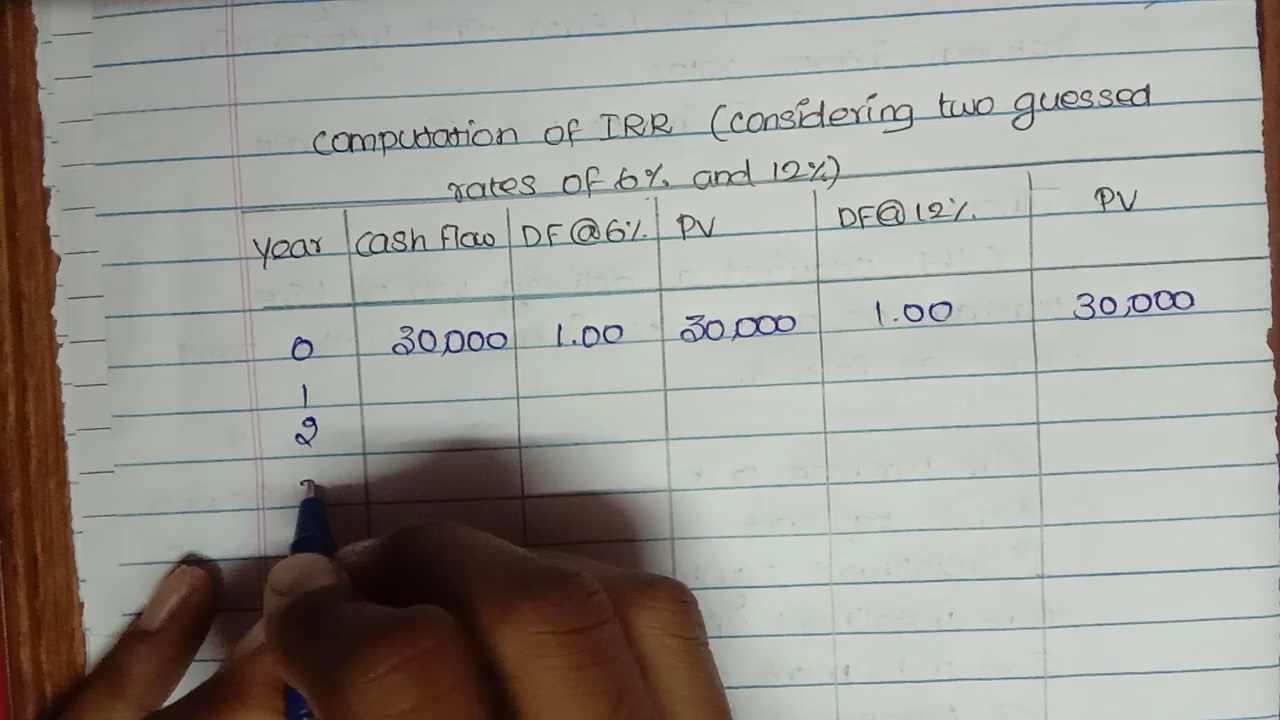 computation of IRR (considering two guessed
rates of 6% and 12%)
year cash flow DF@6% PV DF@12% PV
0 30,000 1.00 30,000 1.00 30,000
1
2